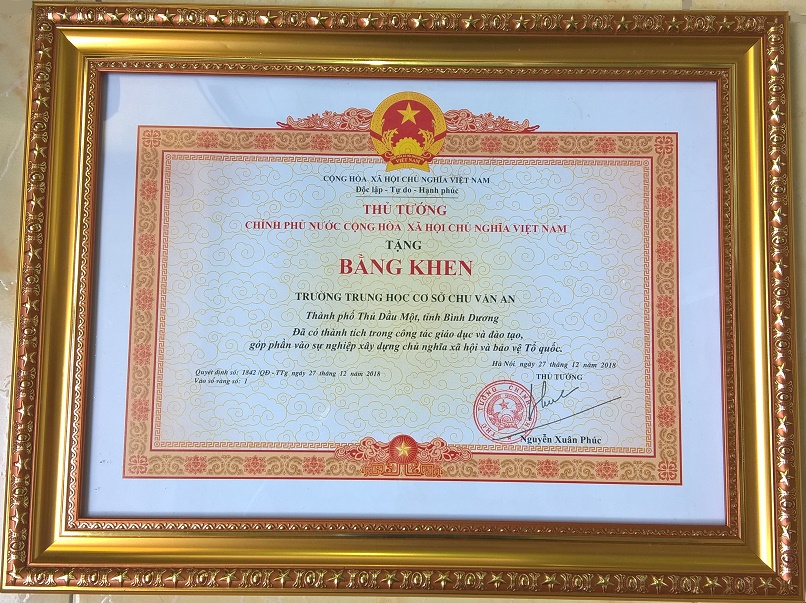 VIỆT NAM
CỘNG HÒA XÃ HỘI CHỦ NGHĨA VIỆT NAM
Độc lập - Tự do - Hạnh phúc
THỦ TƯỚNG
CHÍNH PHỦ NƯỚC CỘNG HÒA XÃ HỘI CHỦ NGHĨA VIỆT NAM
TẶNG
BẰNG KHEN
TRƯỜNG TRUNG HỌC CƠ SỞ CHU VĂN AN
Thành phố Thủ Dầu Một, tỉnh Bình Dương
Đã có thành tích trong công tác giáo dục và đào tạo,
góp phần vào sự nghiệp xây dựng chủ nghĩa xã hội và bảo vệ Tổ quốc.
Hà Nội, ngày 27 tháng 12 năm 2018
Quyết định số: 1842 /QĐ - TTg ngày 27 tháng 12 năm 2018
Vào sổ vàng số: 1
THỦ TƯỚNG
Nguyễn Xuân Phúc